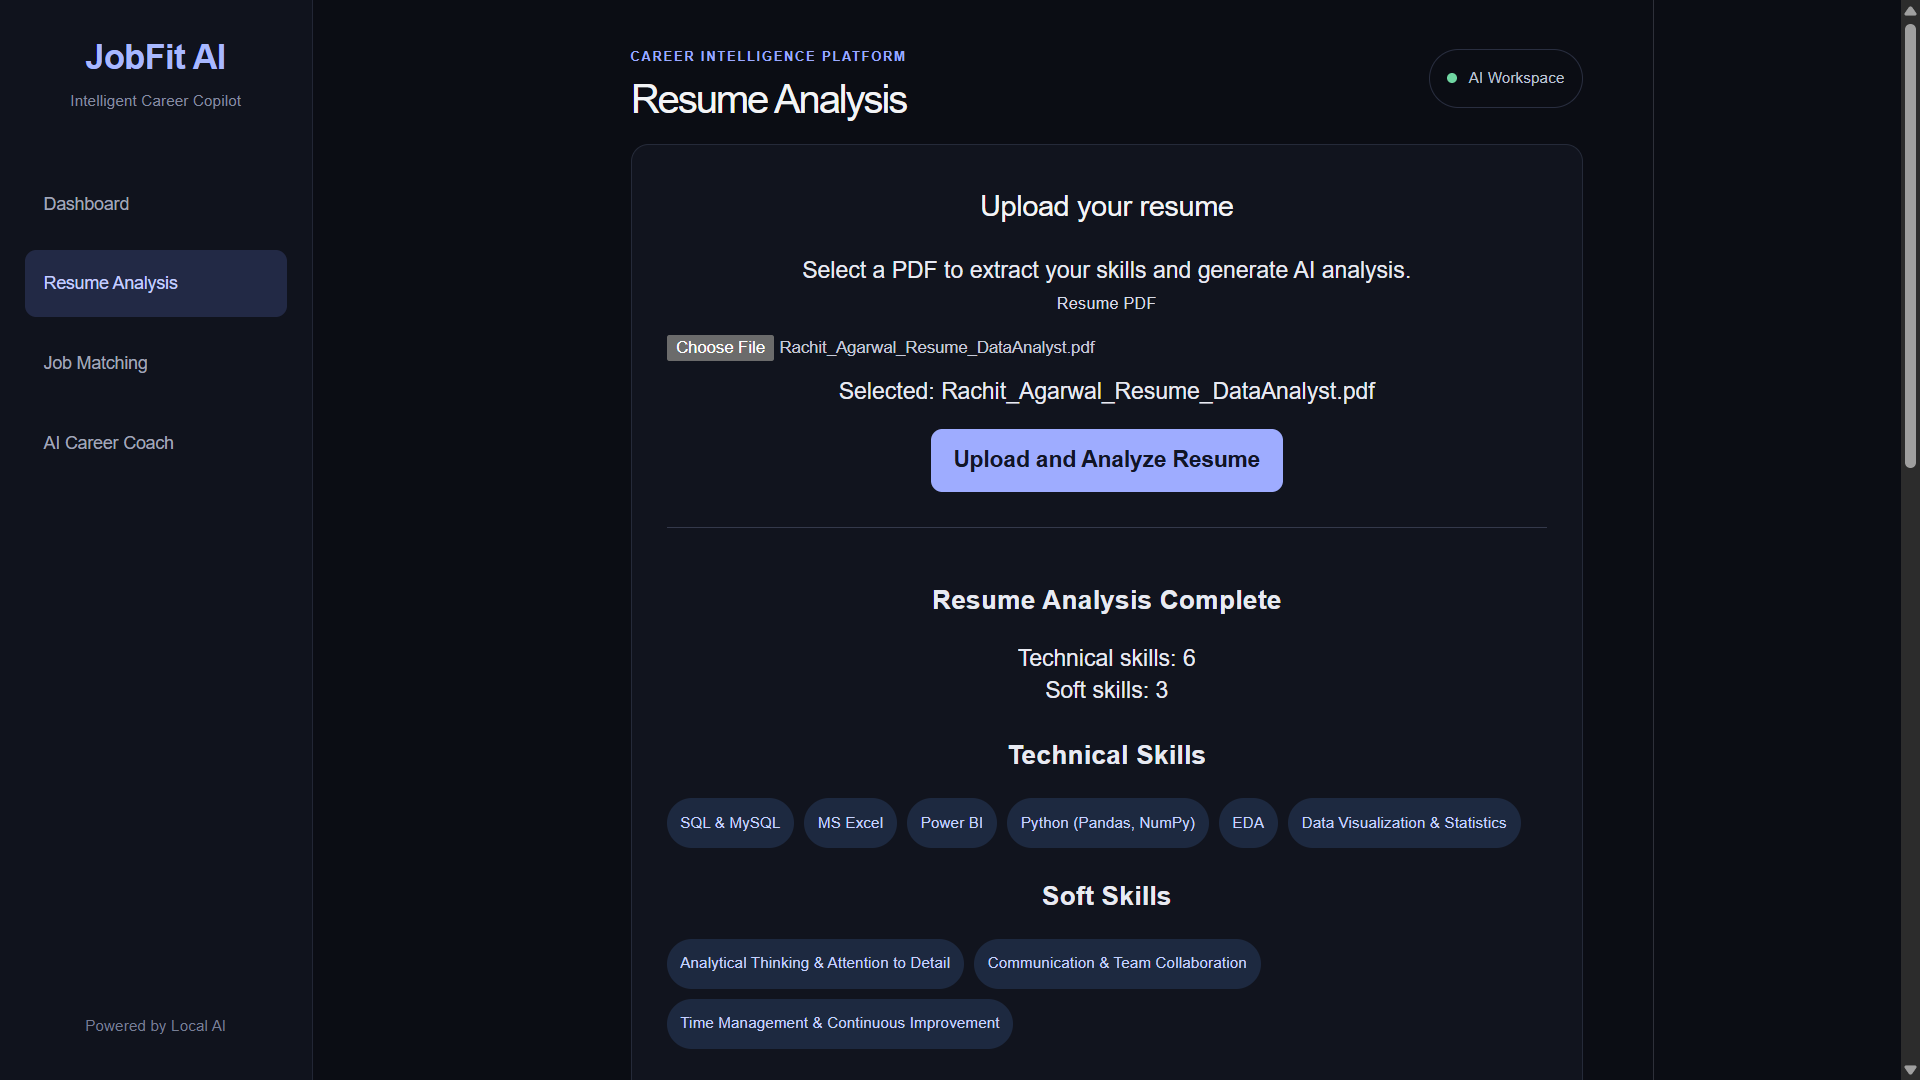 JobFit AI
Intelligent Career Copilot
Dashboard
Resume Analysis
Job Matching
AI Career Coach
Powered by Local AI
CAREER INTELLIGENCE PLATFORM
Resume Analysis
AI Workspace
Upload your resume
Select a PDF to extract your skills and generate AI analysis.
Resume PDF
Choose File Rachit_Agarwal_Resume_DataAnalyst.pdf
Selected: Rachit_Agarwal_Resume_DataAnalyst.pdf
Upload and Analyze Resume
Resume Analysis Complete
Technical skills: 6
Soft skills: 3
Technical Skills
SQL & MySQL MS Excel Power BI Python (Pandas, NumPy) EDA Data Visualization & Statistics
Soft Skills
Analytical Thinking & Attention to Detail Communication & Team Collaboration
Time Management & Continuous Improvement